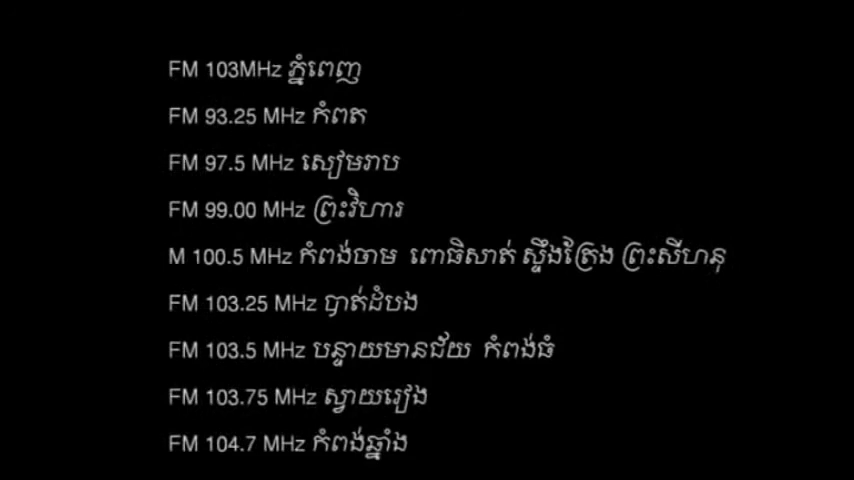 FM 103MHz ភ្នំពេញ
FM 93.25 MHz កំពត
FM 97.5 MHz សៀមរាប
FM 99.00 MHz ព្រះវិហារ
M 100.5 MHz កំពង់ចាម ពោធិសាត់ ស្ទឹងត្រែង ព្រះសីហនុ
FM 103.25 MHz បាត់ដំបង
FM 103.5 MHz បន្ទាយមានជ័យ កំពង់ធំ
FM 103.75 MHz ស្វាយរៀង
FM 104.7 MHz កំពង់ឆ្នាំង